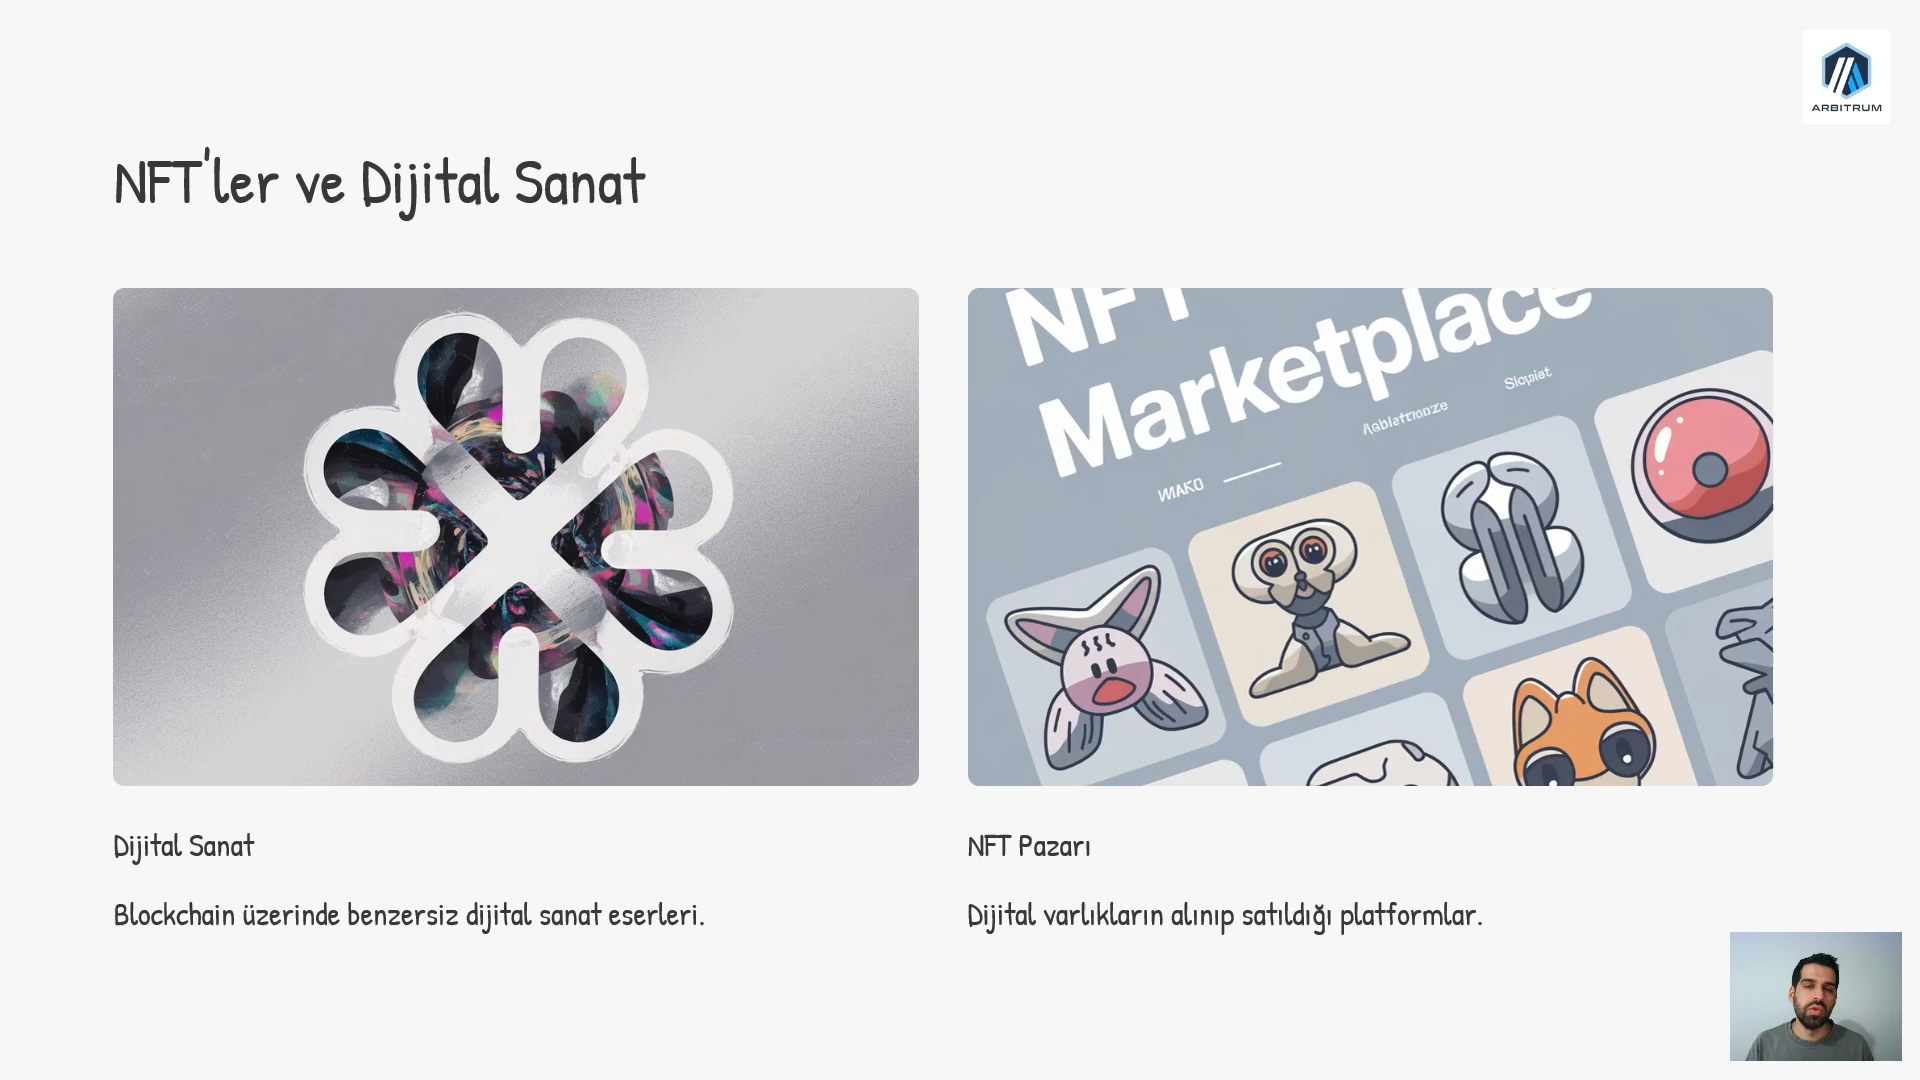 ARBITRUM
NFT'ler ve Dijital Sanat
NFT
Marketplace
WAKO
Dijital Sanat
NFT Pazarı
Blockchain üzerinde benzersiz dijital sanat eserleri.
Dijital varlıkların alınıp satıldığı platformlar.